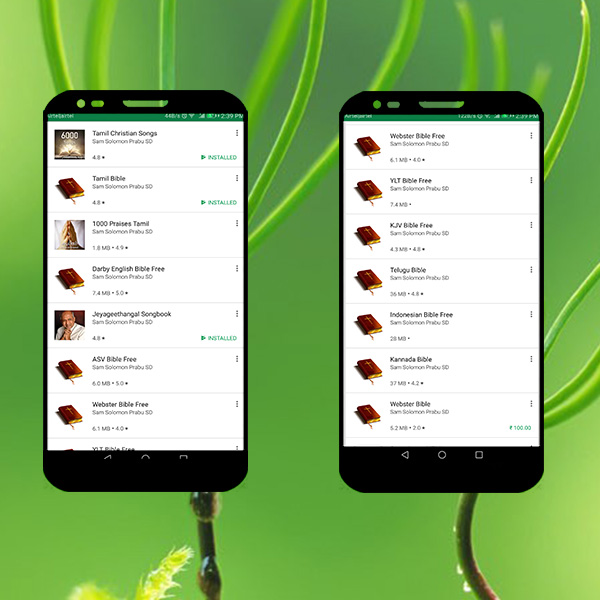 AirtelAirtel 44B/s 2:39 PM
6000
Tamil Christian Songs
Sam Solomon Prabu SD
4.8 ★ INSTALLED
Tamil Bible
Sam Solomon Prabu SD
4.8 ★ INSTALLED
1000 Praises Tamil
Sam Solomon Prabu SD
1.8 MB • 4.9 ★
Darby English Bible Free
Sam Solomon Prabu SD
7.4 MB • 5.0 ★
Jeyageethangal Songbook
Sam Solomon Prabu SD
4.8 ★ INSTALLED
ASV Bible Free
Sam Solomon Prabu SD
6.0 MB • 5.0 ★
Webster Bible Free
Sam Solomon Prabu SD
6.1 MB • 4.0 ★
YLT Bible Free
2:39 PM
Webster Bible Free
Sam Solomon Prabu SD
6.1 MB • 4.0 ★
YLT Bible Free
Sam Solomon Prabu SD
7.4 MB •
KJV Bible Free
Sam Solomon Prabu SD
4.3 MB • 4.8 ★
Telugu Bible
Sam Solomon Prabu SD
36 MB • 4.8 ★
Indonesian Bible Free
Sam Solomon Prabu SD
28 MB •
Kannada Bible
Sam Solomon Prabu SD
37 MB • 4.2 ★
Webster Bible
Sam Solomon Prabu SD
5.2 MB • 2.0 ★ ₹ 100.00